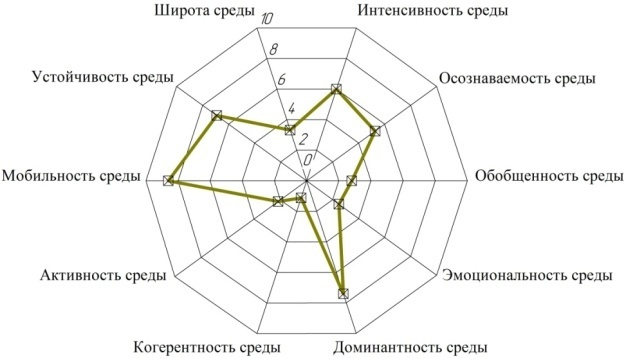 Широта среды
10
Интенсивность среды
8
Устойчивость среды
Осознаваемость среды
6
4
2
0
Мобильность среды
Обобщенность среды
Активность среды
Эмоциональность среды
Когерентность среды
Доминантность среды